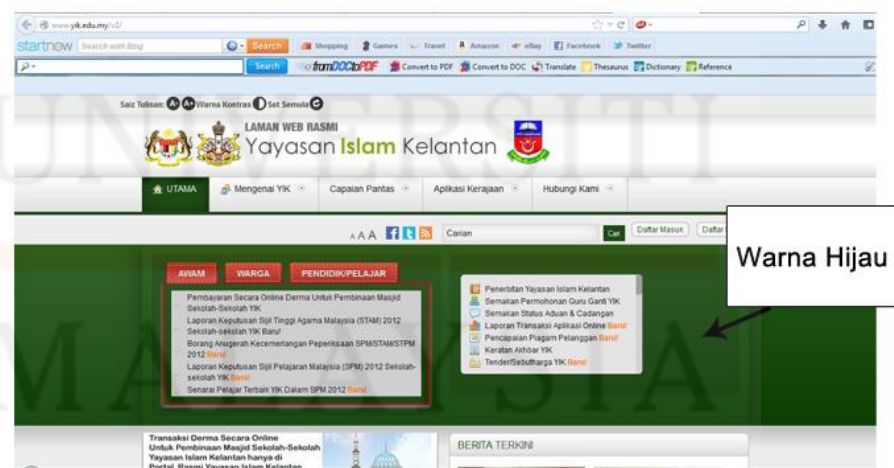 www.yik.edu.my/v2/
startnow Search with Bing Search Shopping Games Travel Amazon eBay Facebook Twitter
Search fromDOCtoPDF Convert to PDF Convert to DOC Translate Thesaurus Dictionary Reference
Saiz Tulisan: Warna Kontras Set Semula
LAMAN WEB RASMI
Yayasan Islam Kelantan
UTAMA Mengenai YIK Capaian Pantas Aplikasi Kerajaan Hubungi Kami
A A A Carian Cari Daftar Masuk Daftar
Warna Hijau
AWAM WARGA PENDIDIK/PELAJAR
Pembayaran Secara Online Derma Untuk Pembinaan Masjid
Sekolah-Sekolah YIK
Laporan Keputusan Sijil Tinggi Agama Malaysia (STAM) 2012
Sekolah-sekolah YIK Baru!
Borang Anugerah Kecemerlangan Peperiksaan SPM/STAM/STPM
2012 Baru!
Laporan Keputusan Sijil Pelajaran Malaysia (SPM) 2012 Sekolah-
sekolah YIK Baru!
Senarai Pelajar Terbaik YIK Dalam SPM 2012 Baru!
Penerbitan Yayasan Islam Kelantan
Semakan Permohonan Guru Ganti YIK
Semakan Status Aduan & Cadangan
Laporan Transaksi Aplikasi Online Baru!
Pencapaian Piagam Pelanggan Baru!
Keratan Akhbar YIK
Tender/Sebutharga YIK Baru!
Transaksi Derma Secara Online
Untuk Pembinaan Masjid Sekolah-Sekolah
Yayasan Islam Kelantan hanya di
Portal Rasmi Yayasan Islam Kelantan
BERITA TERKINI
UNIVERSITI
MALAYSIA